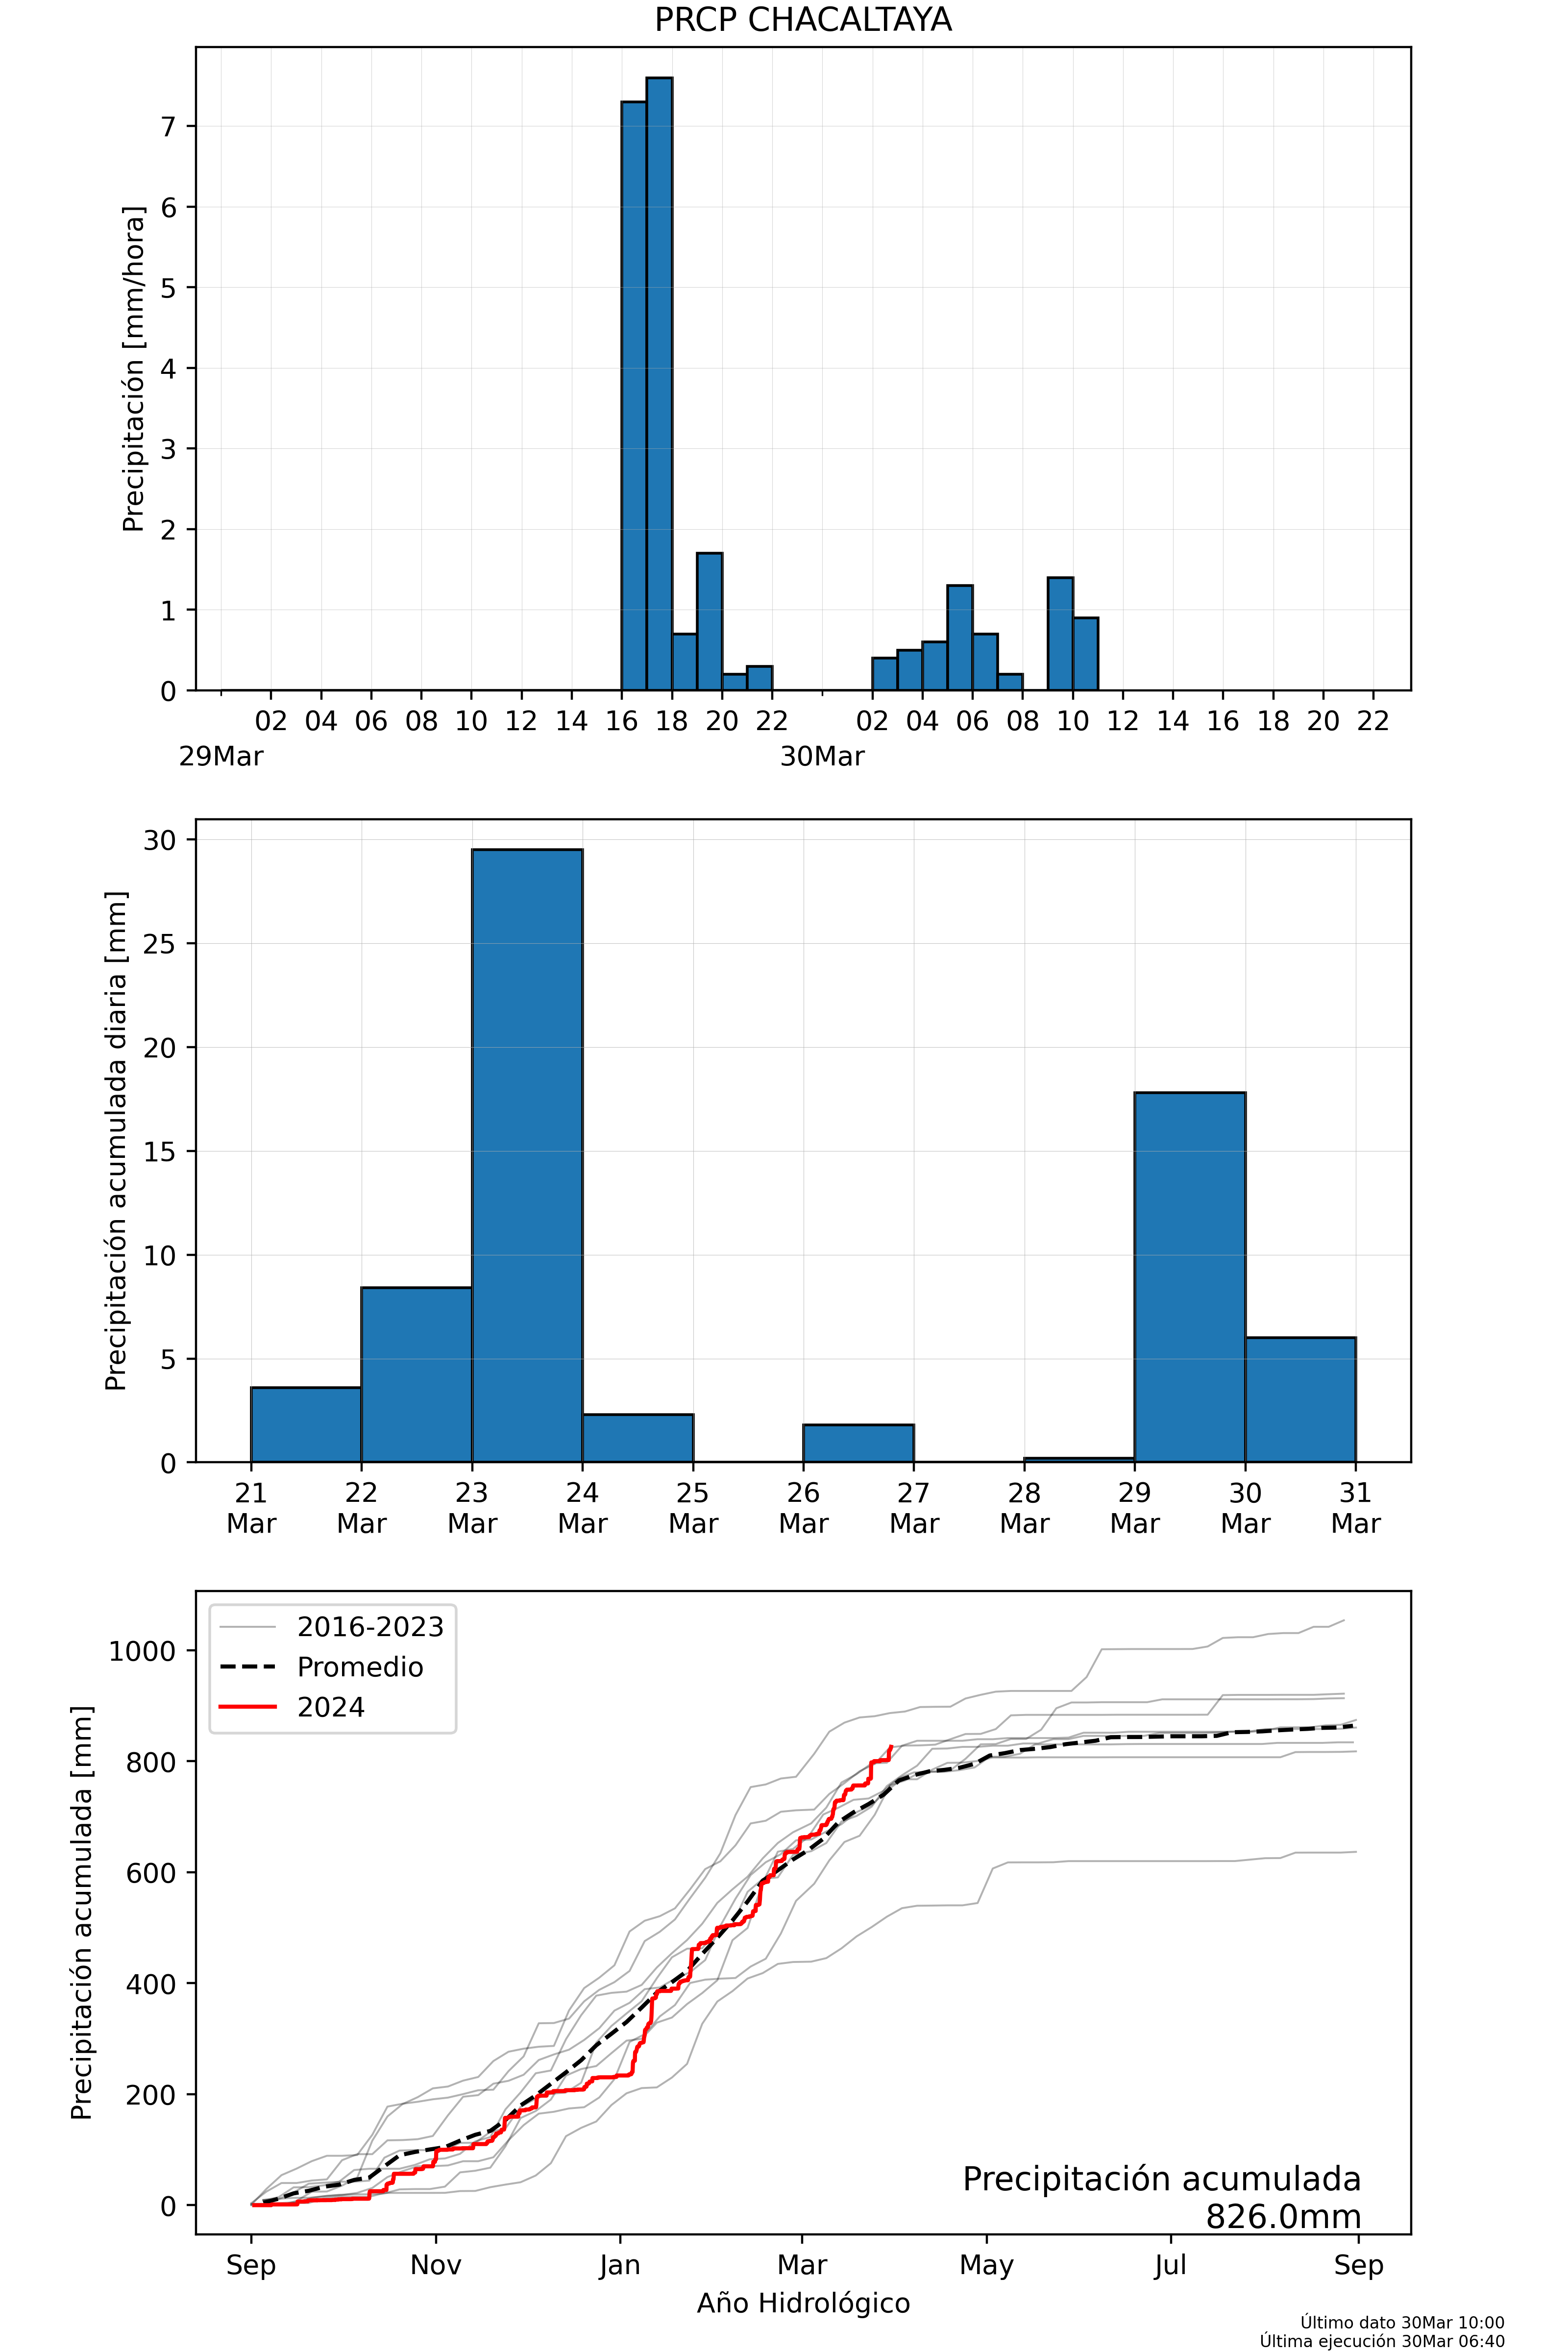 PRCP CHACALTAYA
Precipitación [mm/hora]
7
6
5
4
3
2
1
0
02 04 06 08 10 12 14 16 18 20 22 02 04 06 08 10 12 14 16 18 20 22
29Mar 30Mar
Precipitación acumulada diaria [mm]
30
25
20
15
10
5
0
21 22 23 24 25 26 27 28 29 30 31
Mar Mar Mar Mar Mar Mar Mar Mar Mar Mar Mar
Precipitación acumulada [mm]
1000
800
600
400
200
0
2016-2023
Promedio
2024
Precipitación acumulada
826.0mm
Sep Nov Jan Mar May Jul Sep
Año Hidrológico
Último dato 30Mar 10:00
Última ejecución 30Mar 06:40